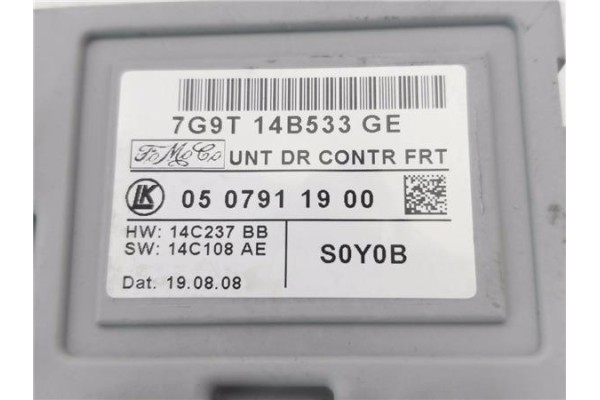 7G9T 14B533 GE
FoMoCo UNT DR CONTR FRT
LK 05 0791 19 00
HW: 14C237 BB
SW: 14C108 AE
S0Y0B
Dat. 19.08.08